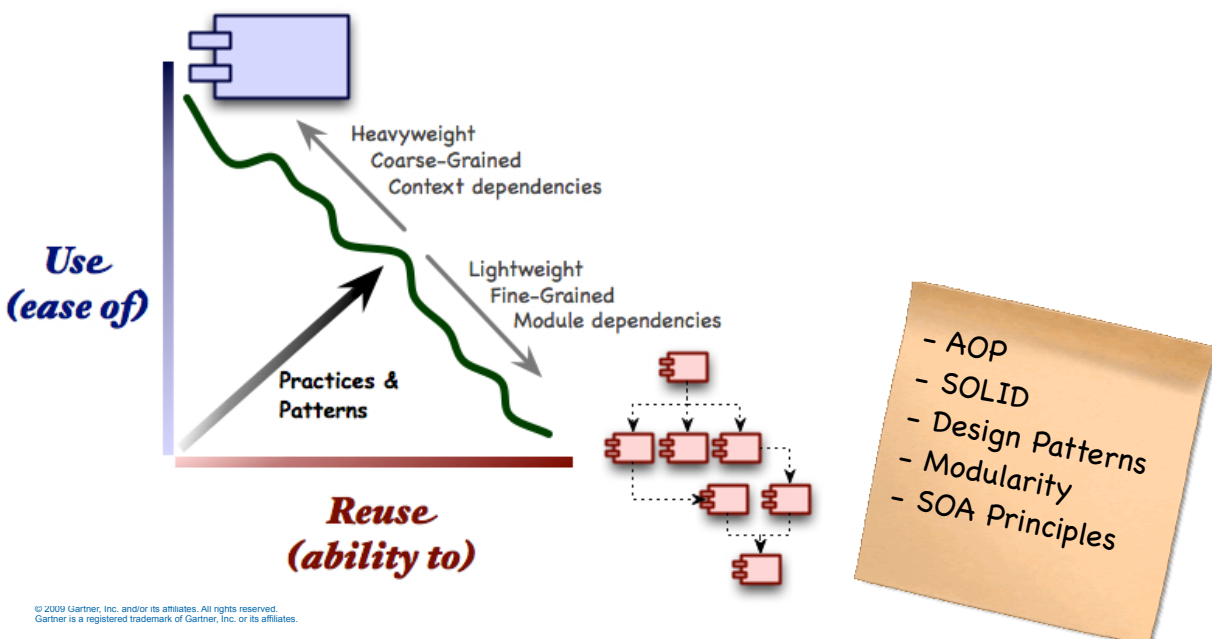 Heavyweight
Coarse-Grained
Context dependencies
Use
(ease of)
Lightweight
Fine-Grained
Module dependencies
Practices &
Patterns
Reuse
(ability to)
- AOP
- SOLID
- Design Patterns
- Modularity
- SOA Principles
© 2009 Gartner, Inc. and/or its affiliates. All rights reserved.
Gartner is a registered trademark of Gartner, Inc. or its affiliates.